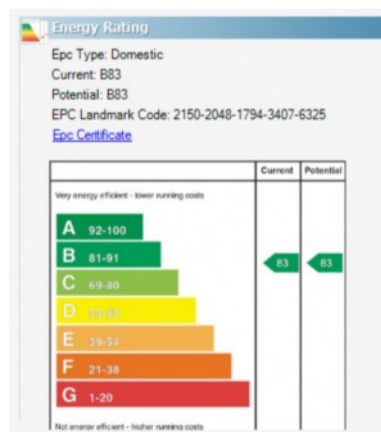 Energy Rating
Epc Type: Domestic
Current: B83
Potential: B83
EPC Landmark Code: 2150-2048-1794-3407-6325
Epc Certificate
Current Potential
Very energy efficient - lower running costs
A 92-100
B 81-91
83 83
C 69-80
D 55-68
E 39-54
F 21-38
G 1-20
Not energy efficient - higher running costs